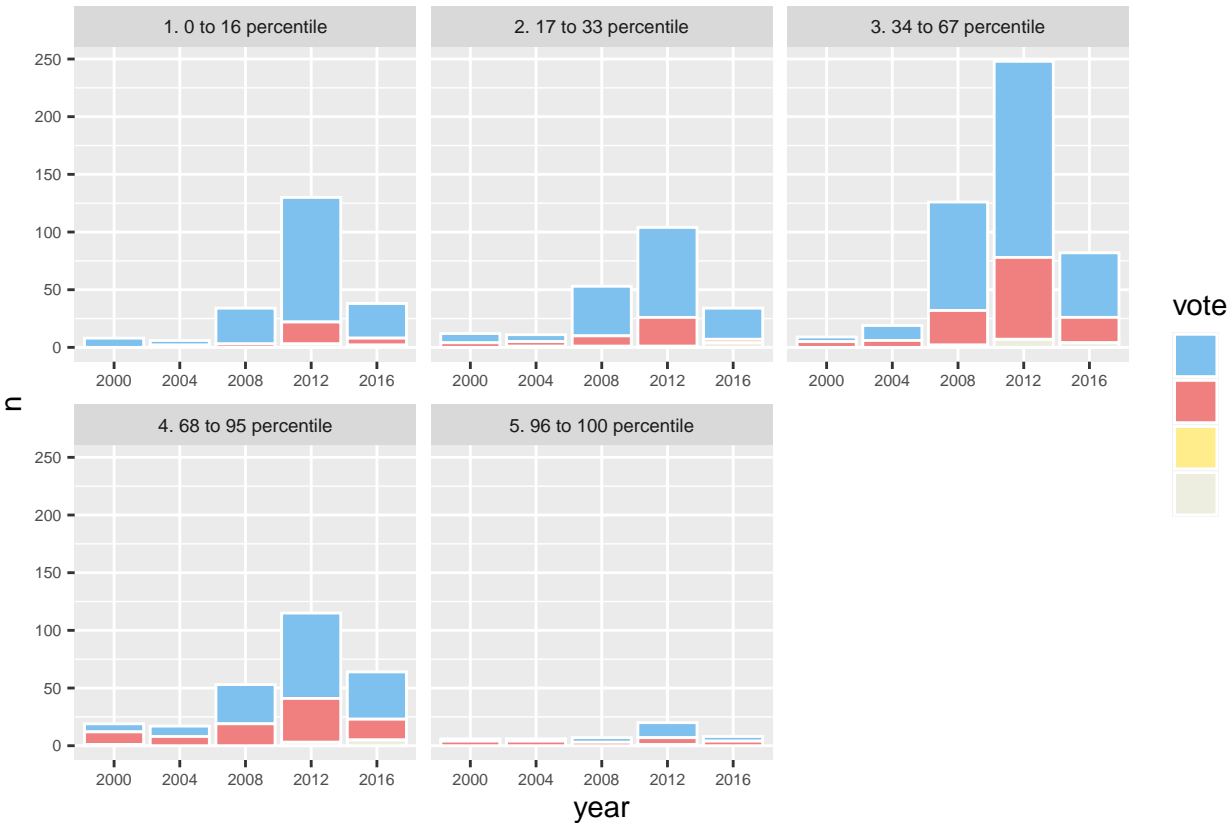 1. 0 to 16 percentile
2. 17 to 33 percentile
3. 34 to 67 percentile
250
200
150
100
50
0
2000 2004 2008 2012 2016
2000 2004 2008 2012 2016
2000 2004 2008 2012 2016
4. 68 to 95 percentile
5. 96 to 100 percentile
250
200
150
100
50
0
2000 2004 2008 2012 2016
2000 2004 2008 2012 2016
n
year
vote